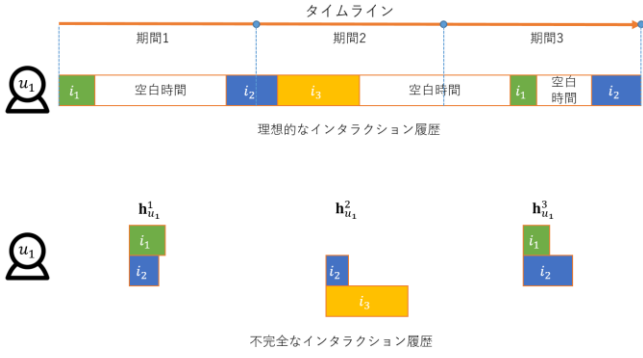 タイムライン
期間1 期間2 期間3
u₁ i₁ 空白時間 i₂ i₃ 空白時間 i₁ 空白時間 i₂
理想的なインタラクション履歴
𝐡¹ᵤ₁ 𝐡²ᵤ₁ 𝐡³ᵤ₁
i₁ i₁
u₁ i₂ i₂ i₂
i₃
不完全なインタラクション履歴